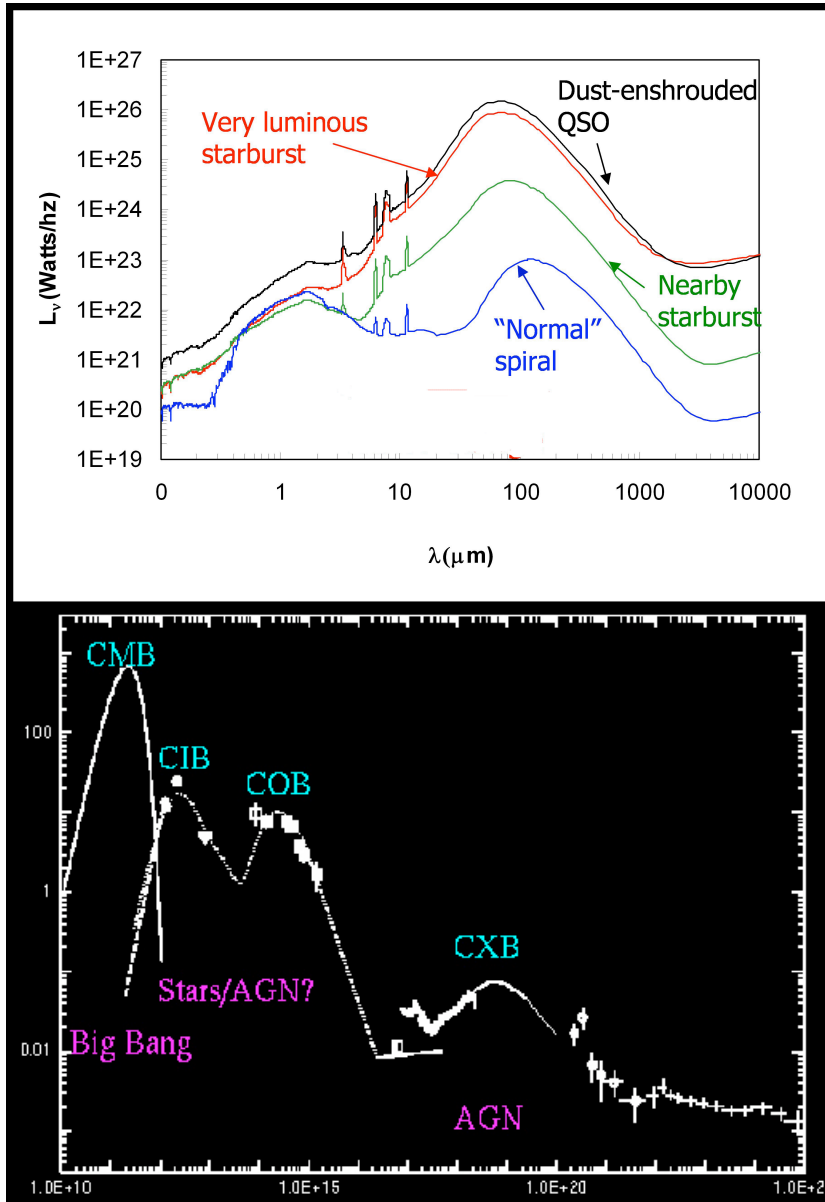 1E+27
1E+26
1E+25
1E+24
1E+23
1E+22
1E+21
1E+20
1E+19
Lν(Watts/hz)
Very luminous
starburst
Dust-enshrouded
QSO
Nearby
starburst
“Normal”
spiral
0 1 10 100 1000 10000
λ(μm)
CMB
CIB
COB
CXB
Stars/AGN?
Big Bang
AGN
100
1
0.01
1.0E+10 1.0E+15 1.0E+20 1.0E+2